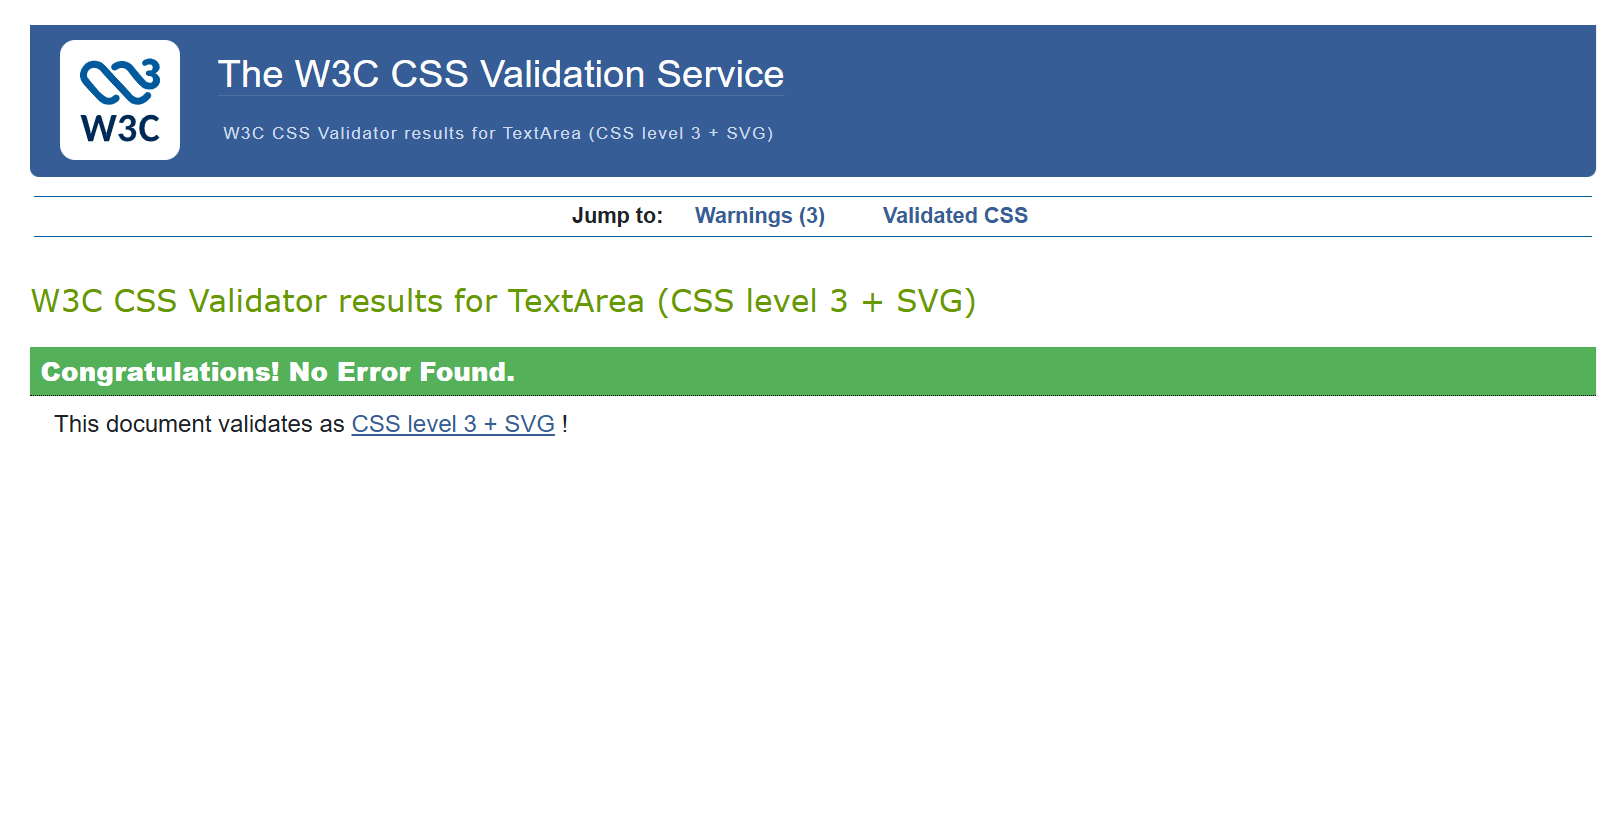 The W3C CSS Validation Service
W3C
W3C CSS Validator results for TextArea (CSS level 3 + SVG)
Jump to: Warnings (3) Validated CSS
W3C CSS Validator results for TextArea (CSS level 3 + SVG)
Congratulations! No Error Found.
This document validates as CSS level 3 + SVG !